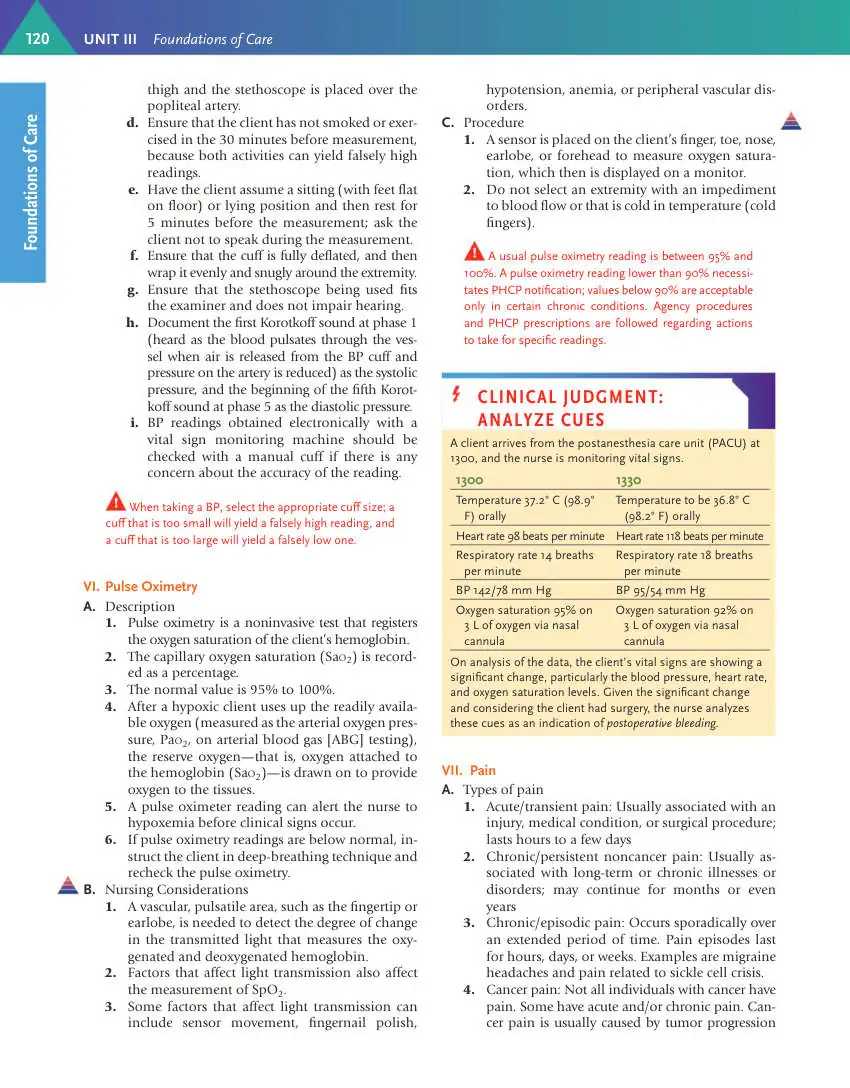 120
UNIT III Foundations of Care
Foundations of Care
thigh and the stethoscope is placed over the
popliteal artery.
d. Ensure that the client has not smoked or exer-
cised in the 30 minutes before measurement,
because both activities can yield falsely high
readings.
e. Have the client assume a sitting (with feet flat
on floor) or lying position and then rest for
5 minutes before the measurement; ask the
client not to speak during the measurement.
f. Ensure that the cuff is fully deflated, and then
wrap it evenly and snugly around the extremity.
g. Ensure that the stethoscope being used fits
the examiner and does not impair hearing.
h. Document the first Korotkoff sound at phase 1
(heard as the blood pulsates through the ves-
sel when air is released from the BP cuff and
pressure on the artery is reduced) as the systolic
pressure, and the beginning of the fifth Korot-
koff sound at phase 5 as the diastolic pressure.
i. BP readings obtained electronically with a
vital sign monitoring machine should be
checked with a manual cuff if there is any
concern about the accuracy of the reading.
When taking a BP, select the appropriate cuff size; a
cuff that is too small will yield a falsely high reading, and
a cuff that is too large will yield a falsely low one.
VI. Pulse Oximetry
A. Description
1. Pulse oximetry is a noninvasive test that registers
the oxygen saturation of the client's hemoglobin.
2. The capillary oxygen saturation (Sao₂) is record-
ed as a percentage.
3. The normal value is 95% to 100%.
4. After a hypoxic client uses up the readily availa-
ble oxygen (measured as the arterial oxygen pres-
sure, Pao₂, on arterial blood gas [ABG] testing),
the reserve oxygen—that is, oxygen attached to
the hemoglobin (Sao₂)—is drawn on to provide
oxygen to the tissues.
5. A pulse oximeter reading can alert the nurse to
hypoxemia before clinical signs occur.
6. If pulse oximetry readings are below normal, in-
struct the client in deep-breathing technique and
recheck the pulse oximetry.
B. Nursing Considerations
1. A vascular, pulsatile area, such as the fingertip or
earlobe, is needed to detect the degree of change
in the transmitted light that measures the oxy-
genated and deoxygenated hemoglobin.
2. Factors that affect light transmission also affect
the measurement of SpO₂.
3. Some factors that affect light transmission can
include sensor movement, fingernail polish,
hypotension, anemia, or peripheral vascular dis-
orders.
C. Procedure
1. A sensor is placed on the client's finger, toe, nose,
earlobe, or forehead to measure oxygen satura-
tion, which then is displayed on a monitor.
2. Do not select an extremity with an impediment
to blood flow or that is cold in temperature (cold
fingers).
A usual pulse oximetry reading is between 95% and
100%. A pulse oximetry reading lower than 90% necessi-
tates PHCP notification; values below 90% are acceptable
only in certain chronic conditions. Agency procedures
and PHCP prescriptions are followed regarding actions
to take for specific readings.
CLINICAL JUDGMENT:
ANALYZE CUES
A client arrives from the postanesthesia care unit (PACU) at
1300, and the nurse is monitoring vital signs.
1300 1330
Temperature 37.2° C (98.9° Temperature to be 36.8° C
F) orally (98.2° F) orally
Heart rate 98 beats per minute Heart rate 118 beats per minute
Respiratory rate 14 breaths Respiratory rate 18 breaths
per minute per minute
BP 142/78 mm Hg BP 95/54 mm Hg
Oxygen saturation 95% on Oxygen saturation 92% on
3 L of oxygen via nasal 3 L of oxygen via nasal
cannula cannula
On analysis of the data, the client's vital signs are showing a
significant change, particularly the blood pressure, heart rate,
and oxygen saturation levels. Given the significant change
and considering the client had surgery, the nurse analyzes
these cues as an indication of postoperative bleeding.
VII. Pain
A. Types of pain
1. Acute/transient pain: Usually associated with an
injury, medical condition, or surgical procedure;
lasts hours to a few days
2. Chronic/persistent noncancer pain: Usually as-
sociated with long-term or chronic illnesses or
disorders; may continue for months or even
years
3. Chronic/episodic pain: Occurs sporadically over
an extended period of time. Pain episodes last
for hours, days, or weeks. Examples are migraine
headaches and pain related to sickle cell crisis.
4. Cancer pain: Not all individuals with cancer have
pain. Some have acute and/or chronic pain. Can-
cer pain is usually caused by tumor progression